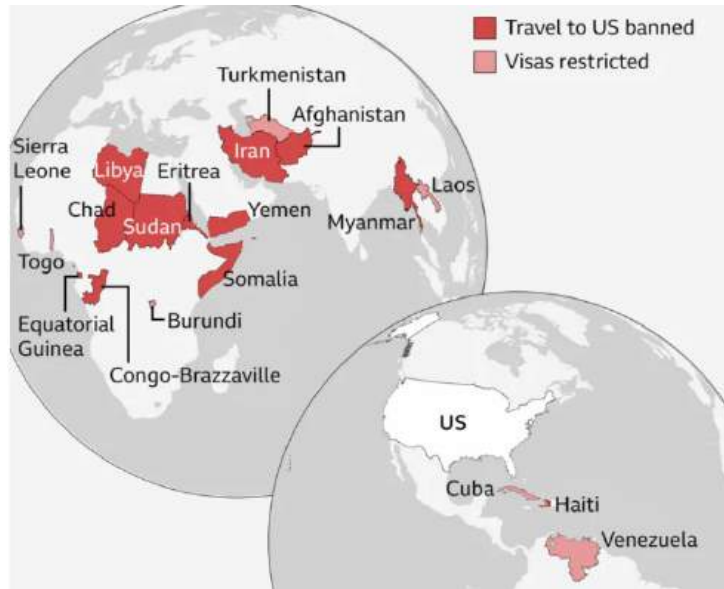 Travel to US banned
Visas restricted
Turkmenistan
Afghanistan
Sierra
Leone
Libya
Eritrea
Iran
Chad
Sudan
Yemen
Laos
Myanmar
Togo
Somalia
Equatorial
Guinea
Burundi
Congo-Brazzaville
US
Cuba
Haiti
Venezuela